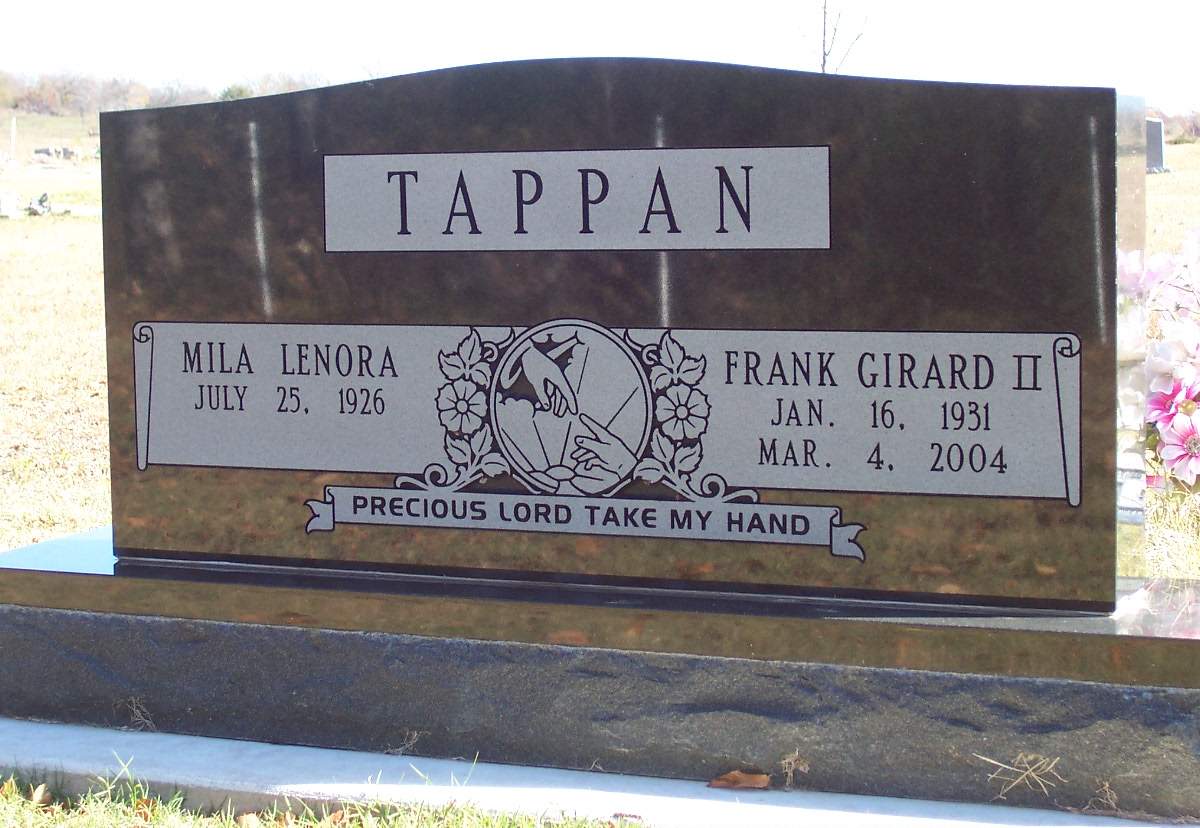 TAPPAN
MILA LENORA
JULY 25, 1926
FRANK GIRARD II
JAN. 16, 1931
MAR. 4, 2004
PRECIOUS LORD TAKE MY HAND